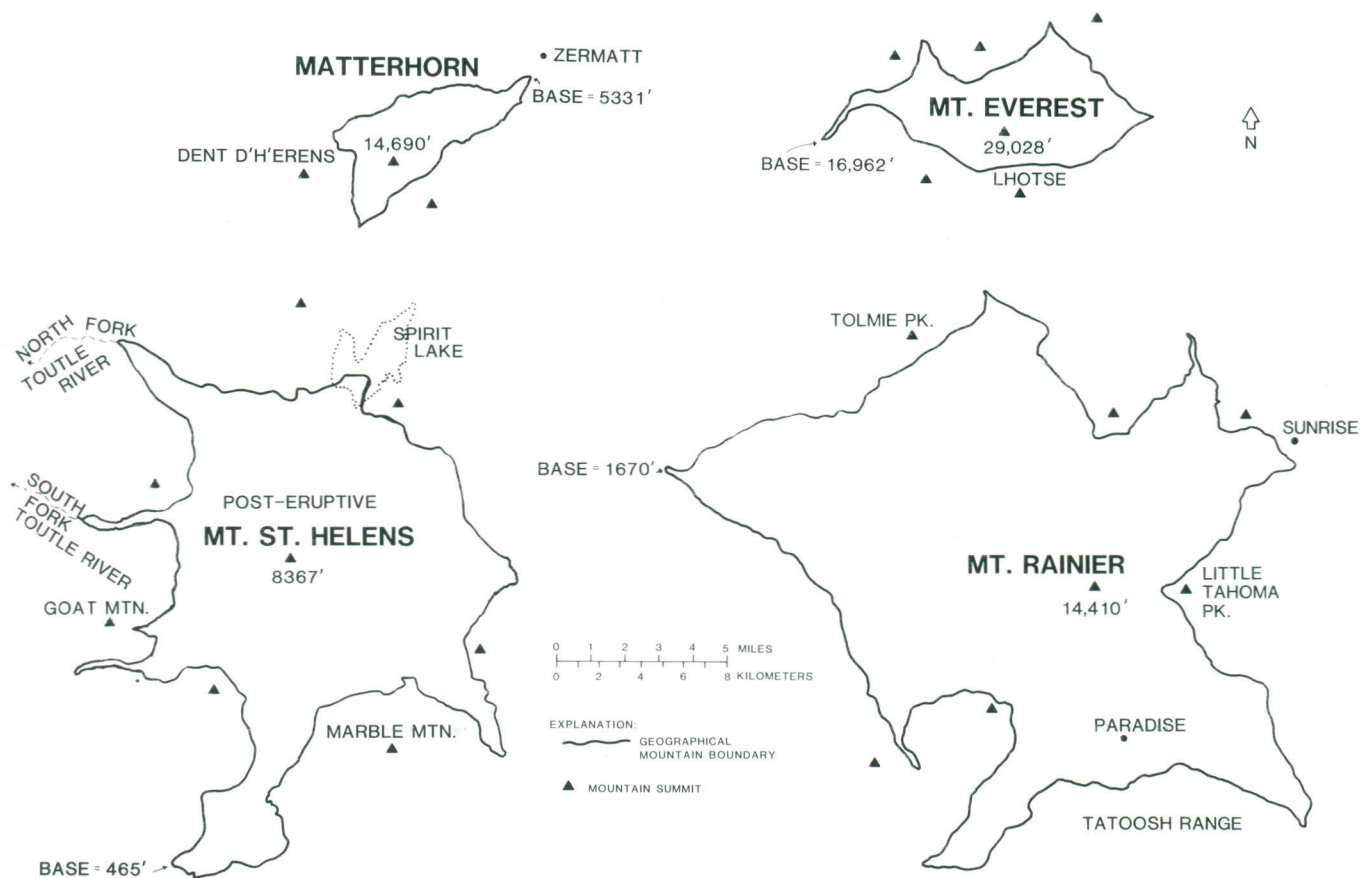 MATTERHORN
ZERMATT
BASE = 5331'
14,690'
DENT D'H'ERENS
MT. EVEREST
29,028'
BASE = 16,962'
LHOTSE
N
NORTH FORK
TOUTLE
RIVER
SPIRIT
LAKE
SOUTH
FORK
TOUTLE RIVER
POST-ERUPTIVE
MT. ST. HELENS
8367'
GOAT MTN.
MARBLE MTN.
BASE = 465'
TOLMIE PK.
SUNRISE
BASE = 1670'
MT. RAINIER
14,410'
LITTLE
TAHOMA
PK.
PARADISE
TATOOSH RANGE
0 1 2 3 4 5 MILES
0 2 4 6 8 KILOMETERS
EXPLANATION:
GEOGRAPHICAL
MOUNTAIN BOUNDARY
MOUNTAIN SUMMIT